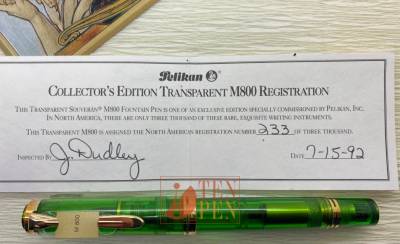 Pelikan
COLLECTOR'S EDITION TRANSPARENT M800 REGISTRATION
THIS TRANSPARENT SOUVERÄN® M800 FOUNTAIN PEN IS ONE OF AN EXCLUSIVE EDITION SPECIALLY COMMISSIONED BY PELIKAN, INC.
IN NORTH AMERICA, THERE ARE ONLY THREE THOUSAND OF THESE RARE, EXQUISITE WRITING INSTRUMENTS.
THIS TRANSPARENT M800 IS ASSIGNED THE NORTH AMERICAN REGISTRATION NUMBER 233 OF THREE THOUSAND.
INSPECTED BY J. Dudley DATE 7-15-92
M 800
TEN
PEN